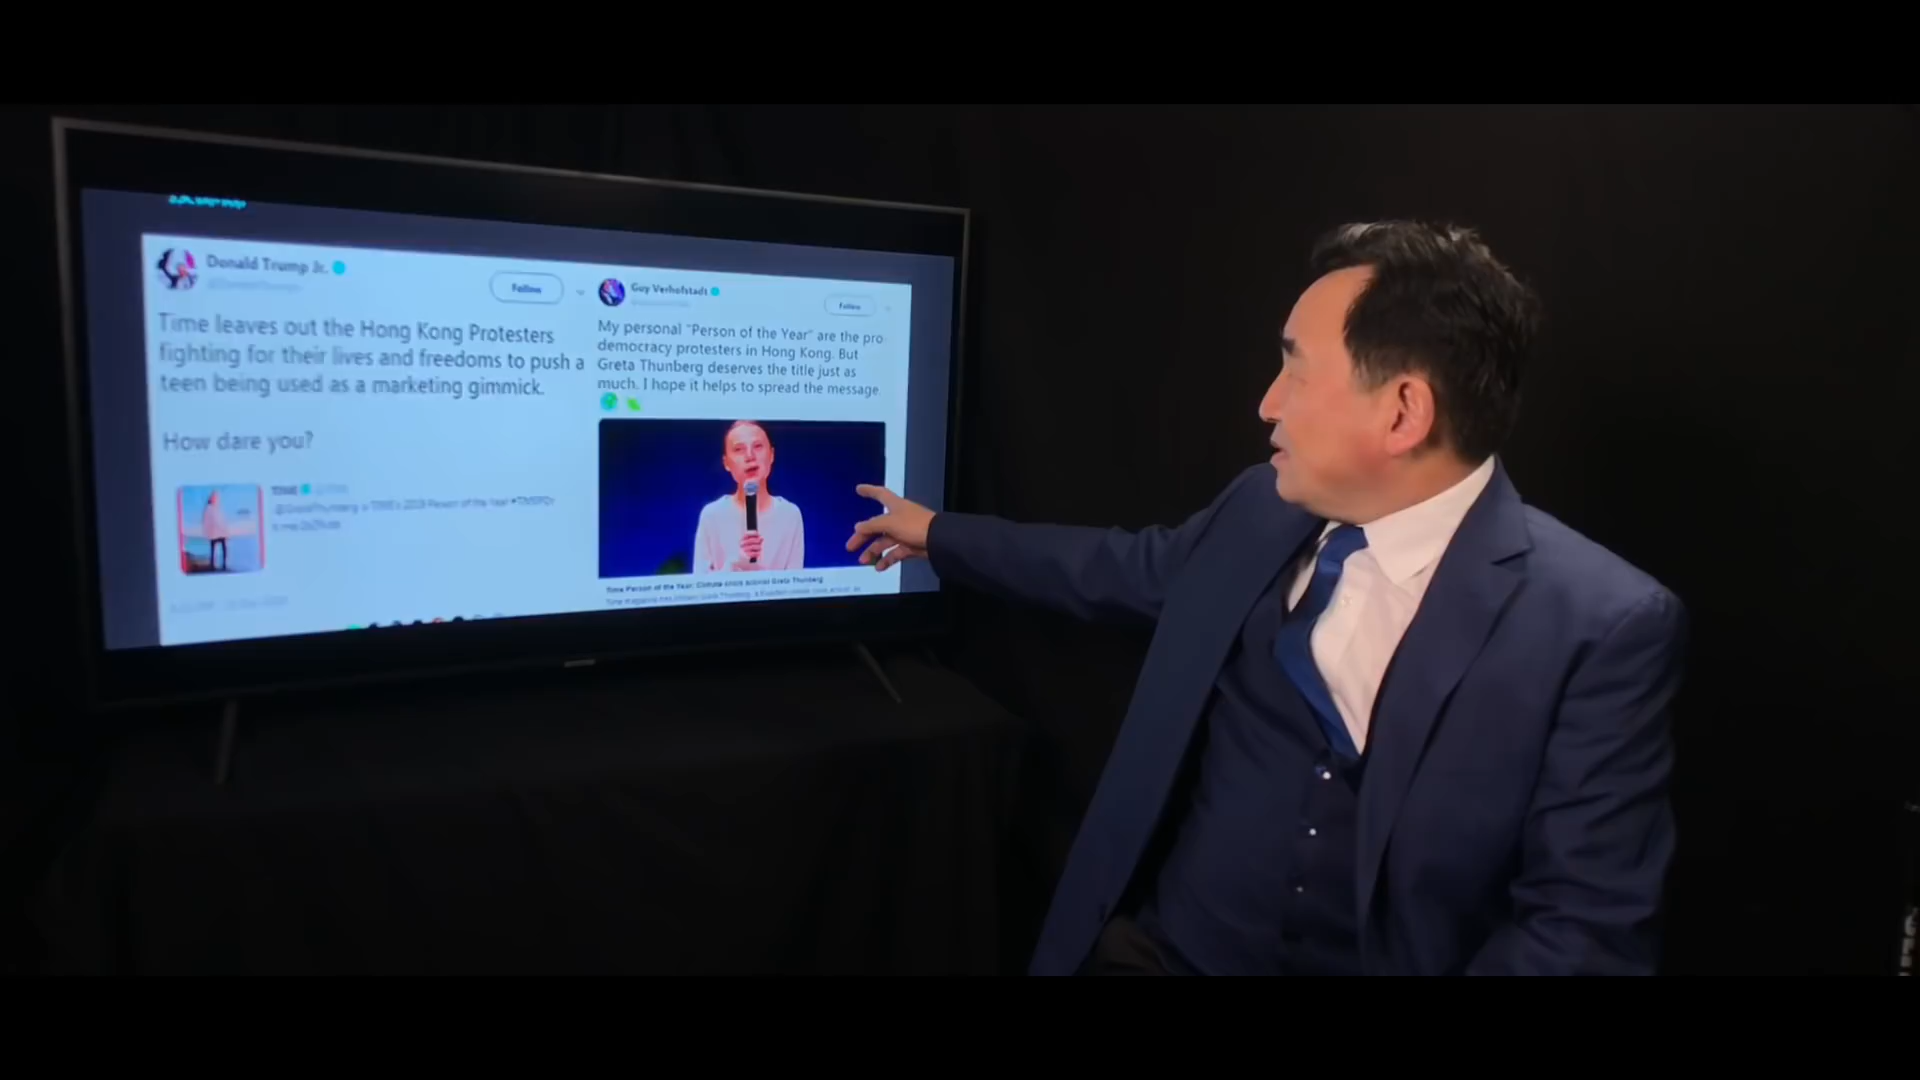 Donald Trump Jr.
Follow
Time leaves out the Hong Kong Protesters
fighting for their lives and freedoms to push a
teen being used as a marketing gimmick.
How dare you?
TIME
Guy Verhofstadt
Follow
My personal "Person of the Year" are the pro
democracy protesters in Hong Kong. But
Greta Thunberg deserves the title just as
much. I hope it helps to spread the message
Time Person of the Year: Climate crisis activist Greta Thunberg